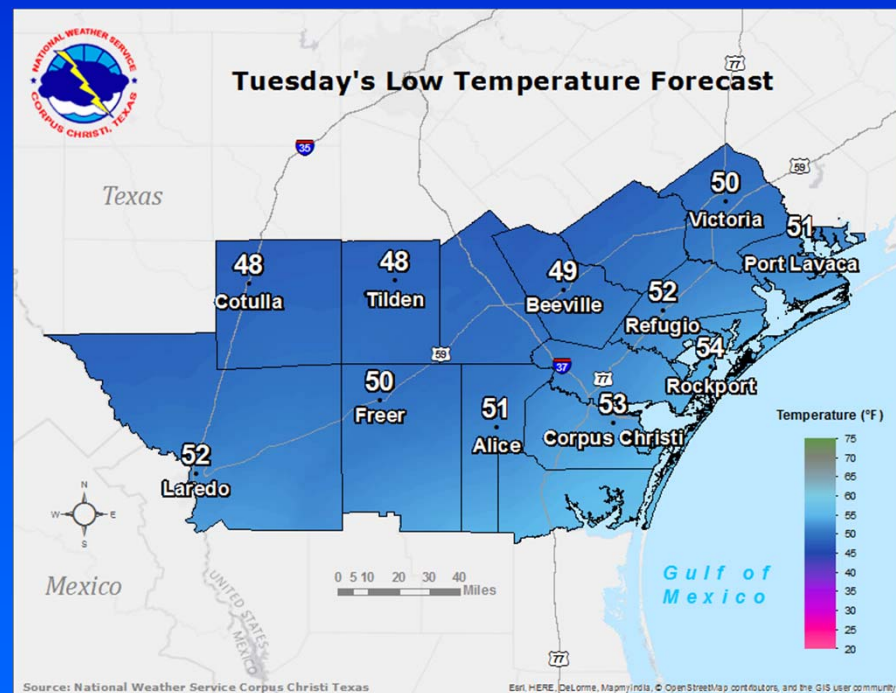 NATIONAL WEATHER SERVICE
CORPUS CHRISTI, TEXAS
Tuesday's Low Temperature Forecast
77
35
59
Texas
50
Victoria
51
Port Lavaca
48
Cotulla
48
Tilden
49
Beeville
52
Refugio
54
Rockport
59
37
77
50
Freer
51
Alice
53
Corpus Christi
52
Laredo
Temperature (°F)
75
70
65
60
55
50
45
40
35
30
25
20
N
W E
S
Mexico
UNITED STATES
MEXICO
0 5 10 20 30 40
Miles
Gulf of
Mexico
77
Source: National Weather Service Corpus Christi Texas
Esri, HERE, DeLorme, MapmyIndia, © OpenStreetMap contributors, and the GIS user community